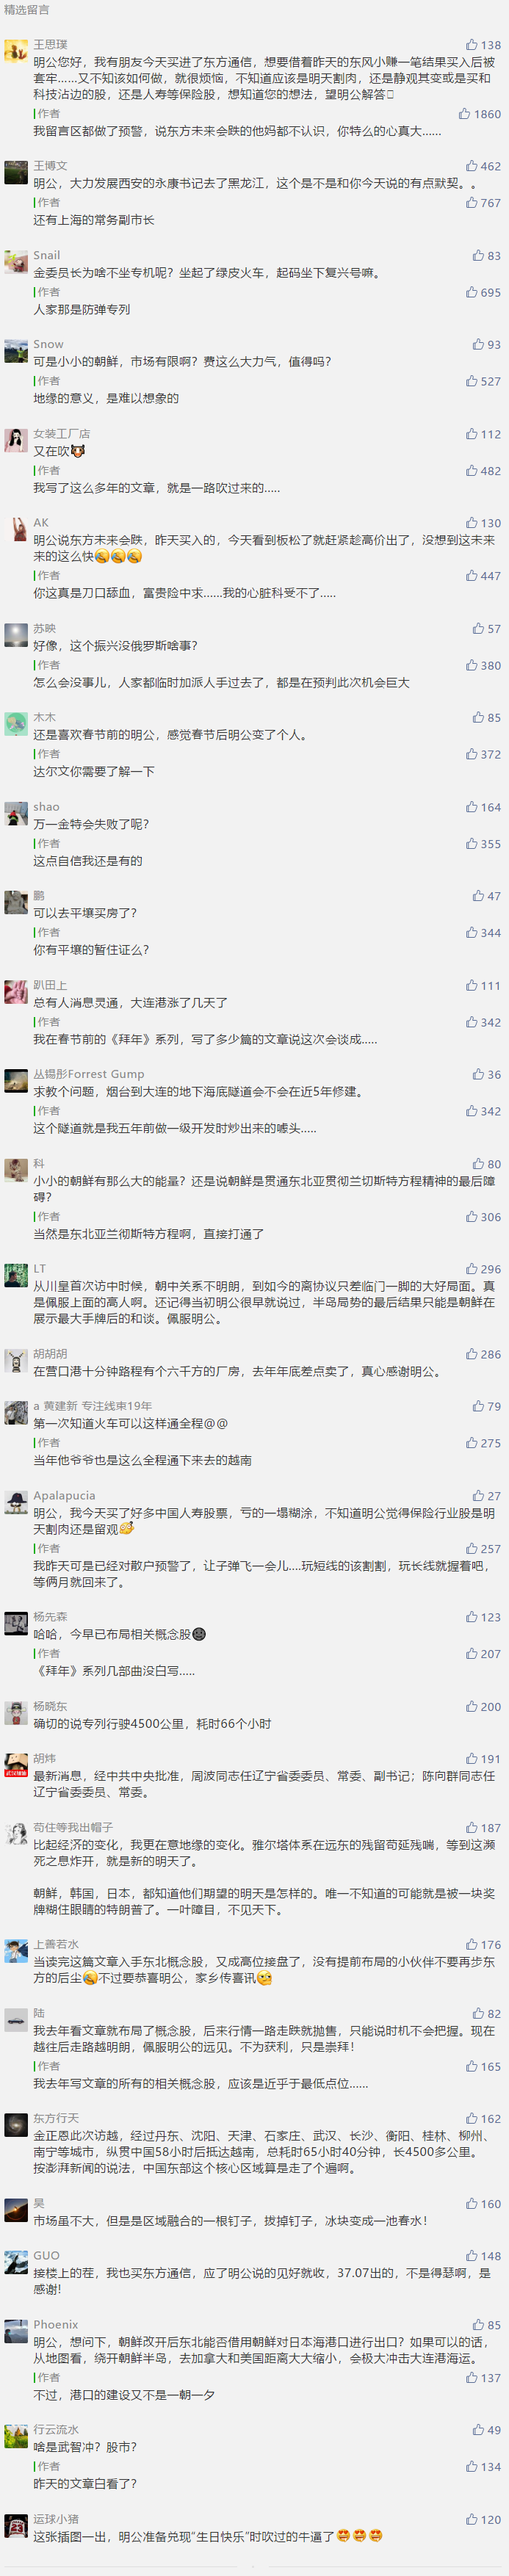 精选留言
王思璞 138
明公您好，我有朋友今天买进了东方通信，想要借着昨天的东风小赚一笔结果买入后被
套牢……又不知该如何做，就很烦恼，不知道应该是明天割肉，还是静观其变或是买和
科技沾边的股，还是人寿等保险股，想知道您的想法，望明公解答
作者 1860
我留言区都做了预警，说东方未来会跌的他妈都不认识，你特么的心真大……
王博文 462
明公，大力发展西安的永康书记去了黑龙江，这个是不是和你今天说的有点默契。。
作者 767
还有上海的常务副市长
Snail 83
金委员长为啥不坐专机呢？坐起了绿皮火车，起码坐下复兴号嘛。
作者 695
人家那是防弹专列
Snow 93
可是小小的朝鲜，市场有限啊？费这么大力气，值得吗？
作者 527
地缘的意义，是难以想象的
女装工厂店 112
又在吹🐮
作者 482
我写了这么多年的文章，就是一路吹过来的.....
AK 130
明公说东方未来会跌，昨天买入的，今天看到板松了就赶紧趁高价出了，没想到这未来
来的这么快🤣🤣🤣
作者 447
你这真是刀口舔血，富贵险中求……我的心脏科受不了.....
苏映 57
好像，这个振兴没俄罗斯啥事？
作者 380
怎么会没事儿，人家都临时加派人手过去了，都是在预判此次机会巨大
木木 85
还是喜欢春节前的明公，感觉春节后明公变了个人。
作者 372
达尔文你需要了解一下
shao 164
万一金特会失败了呢？
作者 355
这点自信我还是有的
鹏 47
可以去平壤买房了？
作者 344
你有平壤的暂住证么？
趴田上 111
总有人消息灵通，大连港涨了几天了
作者 342
我在春节前的《拜年》系列，写了多少篇的文章说这次会谈成.....
丛锡彤Forrest Gump 36
求教个问题，烟台到大连的地下海底隧道会不会在近5年修建。
作者 342
这个隧道就是我五年前做一级开发时炒出来的噱头.....
科 80
小小的朝鲜有那么大的能量？还是说朝鲜是贯通东北亚贯彻兰切斯特方程精神的最后障
碍？
作者 306
当然是东北亚兰彻斯特方程啊，直接打通了
LT 296
从川皇首次访中时候，朝中关系不明朗，到如今的离协议只差临门一脚的大好局面。真
是佩服上面的高人啊。还记得当初明公很早就说过，半岛局势的最后结果只能是朝鲜在
展示最大手牌后的和谈。佩服明公。
胡胡胡 286
在营口港十分钟路程有个六千方的厂房，去年年底差点卖了，真心感谢明公。
a 黄建新 专注线束19年 79
第一次知道火车可以这样通全程@@
作者 275
当年他爷爷也是这么全程通下来去的越南
Apalapucia 27
明公，我今天买了好多中国人寿股票，亏的一塌糊涂，不知道明公觉得保险行业股是明
天割肉还是留观
作者 257
我昨天可是已经对散户预警了，让子弹飞一会儿....玩短线的该割割，玩长线就握着吧，
等俩月就回来了。
杨先森 123
哈哈，今早已布局相关概念股
作者 207
《拜年》系列几部曲没白写.....
杨晓东 200
确切的说专列行驶4500公里，耗时66个小时
胡炜 191
最新消息，经中共中央批准，周波同志任辽宁省委委员、常委、副书记；陈向群同志任
辽宁省委委员、常委。
苟住等我出帽子 187
比起经济的变化，我更在意地缘的变化。雅尔塔体系在远东的残留苟延残喘，等到这濒
死之息炸开，就是新的明天了。
朝鲜，韩国，日本，都知道他们期望的明天是怎样的。唯一不知道的可能就是被一块奖
牌糊住眼睛的特朗普了。一叶障目，不见天下。
上善若水 176
当读完这篇文章入手东北概念股，又成高位接盘了，没有提前布局的小伙伴不要再步东
方的后尘🤣不过要恭喜明公，家乡传喜讯🧐
陆 82
我去年看文章就布局了概念股，后来行情一路走跌就抛售，只能说时机不会把握。现在
越往后走路越明朗，佩服明公的远见。不为获利，只是崇拜！
作者 165
我去年写文章的所有的相关概念股，应该是近乎于最低点位……
东方行天 162
金正恩此次访越，经过丹东、沈阳、天津、石家庄、武汉、长沙、衡阳、桂林、柳州、
南宁等城市，纵贯中国58小时后抵达越南，总耗时65小时40分钟，长4500多公里。
按澎湃新闻的说法，中国东部这个核心区域算是走了个遍啊。
昊 160
市场虽不大，但是是区域融合的一根钉子，拔掉钉子，冰块变成一池春水！
GUO 148
接楼上的茬，我也买东方通信，应了明公说的见好就收，37.07出的，不是得瑟啊，是
感谢!
Phoenix 85
明公，想问下，朝鲜改开后东北能否借用朝鲜对日本海港口进行出口？如果可以的话，
从地图看，绕开朝鲜半岛，去加拿大和美国距离大大缩小，会极大冲击大连港海运。
作者 137
不过，港口的建设又不是一朝一夕
行云流水 49
啥是武智冲？股市？
作者 134
昨天的文章白看了？
运球小猪 120
这张插图一出，明公准备兑现“生日快乐”时吹过的牛逼了🤩🤩🤩